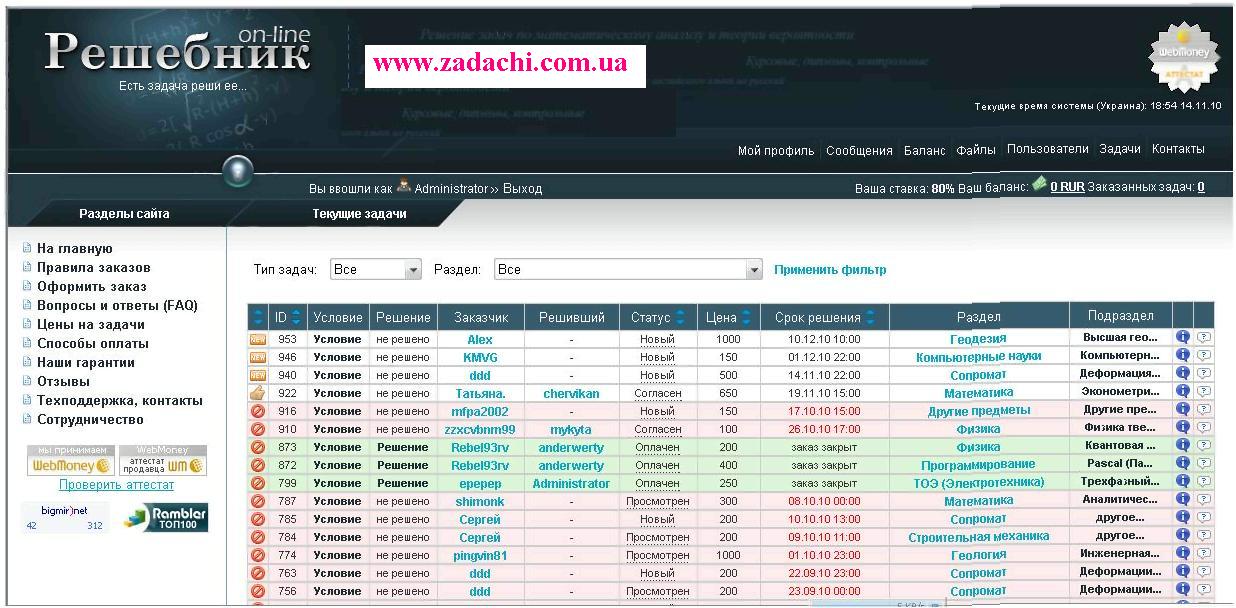 Решебник on-line
Есть задача реши ее...
www.zadachi.com.ua
Решение задач по математическому анализу и теории вероятности
Курсовые, дипломы, контрольные
Курсовые, дипломы, контрольные
WebMoney
АТТЕСТАТ
Текущие время системы (Украина): 18:54 14.11.10
Мой профиль Сообщения Баланс Файлы Пользователи Задачи Контакты
Вы ввошли как Administrator » Выход
Ваша ставка: 80% Ваш баланс: 0 RUR Заказанных задач: 0
Разделы сайта
Текущие задачи
На главную
Правила заказов
Оформить заказ
Вопросы и ответы (FAQ)
Цены на задачи
Способы оплаты
Наши гарантии
Отзывы
Техподдержка, контакты
Сотрудничество
мы принимаем
WebMoney
WebMoney
аттестат продавца WM
Проверить аттестат
bigmir)net
42 312
Rambler
ТОП100
Тип задач: Все Раздел: Все Применить фильтр
ID Условие Решение Заказчик Решивший Статус Цена Срок решения Раздел Подраздел
NEW 953 Условие не решено Alex - Новый 1000 10.12.10 10:00 Геодезия Высшая гео...
NEW 946 Условие не решено KMVG - Новый 150 01.12.10 22:00 Компьютерные науки Компьютерн...
NEW 940 Условие не решено ddd - Новый 500 14.11.10 22:00 Сопромат Деформация...
922 Условие не решено Татьяна. chervikan Согласен 650 19.11.10 15:00 Математика Эконометри...
916 Условие не решено mfpa2002 - Новый 150 17.10.10 15:00 Другие предметы Другие пре...
910 Условие не решено zzxcvbnm99 mykyta Согласен 100 26.10.10 17:00 Физика Физика тве...
873 Условие Решение Rebel93rv anderwerty Оплачен 200 заказ закрыт Физика Квантовая ...
872 Условие Решение Rebel93rv anderwerty Оплачен 400 заказ закрыт Программирование Pascal (Па...
799 Условие Решение epepep Administrator Оплачен 250 заказ закрыт ТОЭ (Электротехника) Трехфазный...
787 Условие не решено shimonk - Просмотрен 300 08.10.10 00:00 Математика Аналитичес...
785 Условие не решено Сергей - Новый 200 10.10.10 13:00 Сопромат другое...
784 Условие не решено Сергей - Просмотрен 200 09.10.10 11:00 Строительная механика другое...
774 Условие не решено pingvin81 - Просмотрен 1000 01.10.10 23:00 Геология Инженерная...
763 Условие не решено ddd - Новый 200 22.09.10 23:00 Сопромат Деформации...
756 Условие не решено ddd - Просмотрен 200 23.09.10 00:00 Сопромат Деформации...